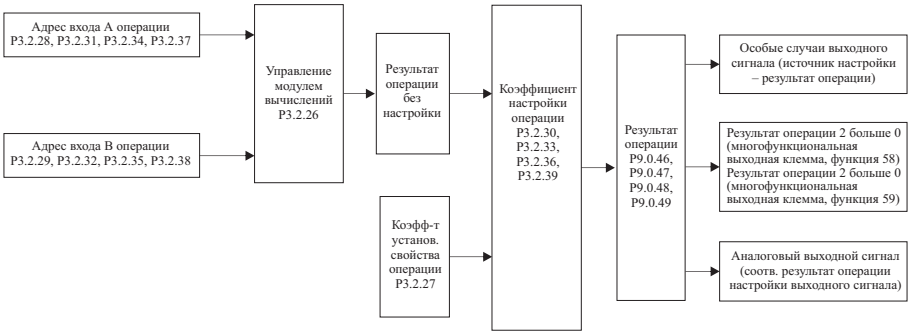 Адрес входа A операции
P3.2.28, P3.2.31, P3.2.34, P3.2.37
Адрес входа B операции
P3.2.29, P3.2.32, P3.2.35, P3.2.38
Управление
модулем
вычислений
P3.2.26
Результат
операции
без
настройки
Коэфф-т
установ.
свойства
операции
P3.2.27
Коэффициент
настройки
операции
P3.2.30,
P3.2.33,
P3.2.36,
P3.2.39
Результат
операции
P9.0.46,
P9.0.47,
P9.0.48,
P9.0.49
Особые случаи выходного
сигнала (источник настройки
– результат операции)
Результат операции 2 больше 0
(многофункциональная
выходная клемма, функция 58)
Результат операции 2 больше 0
(многофункциональная
выходная клемма, функция 59)
Аналоговый выходной сигнал
(соотв. результат операции
настройки выходного сигнала)